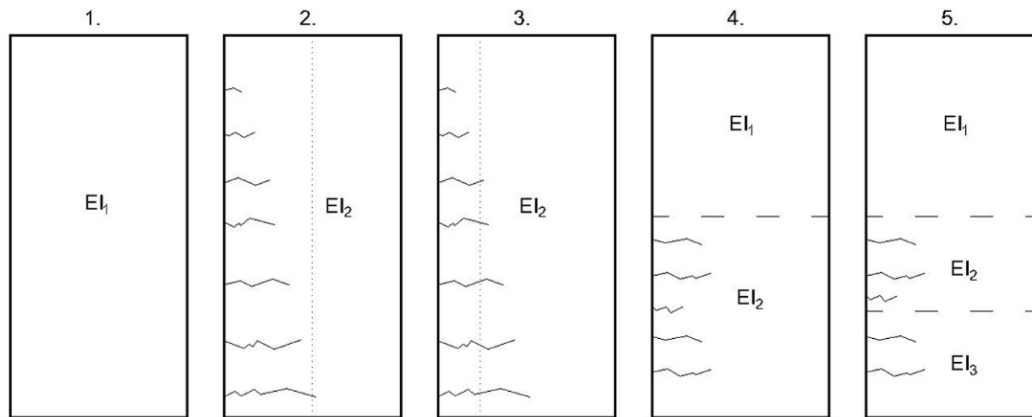 1. 2. 3. 4. 5.
EI₁ EI₁
EI₁ EI₂ EI₂
EI₂ EI₂
EI₃